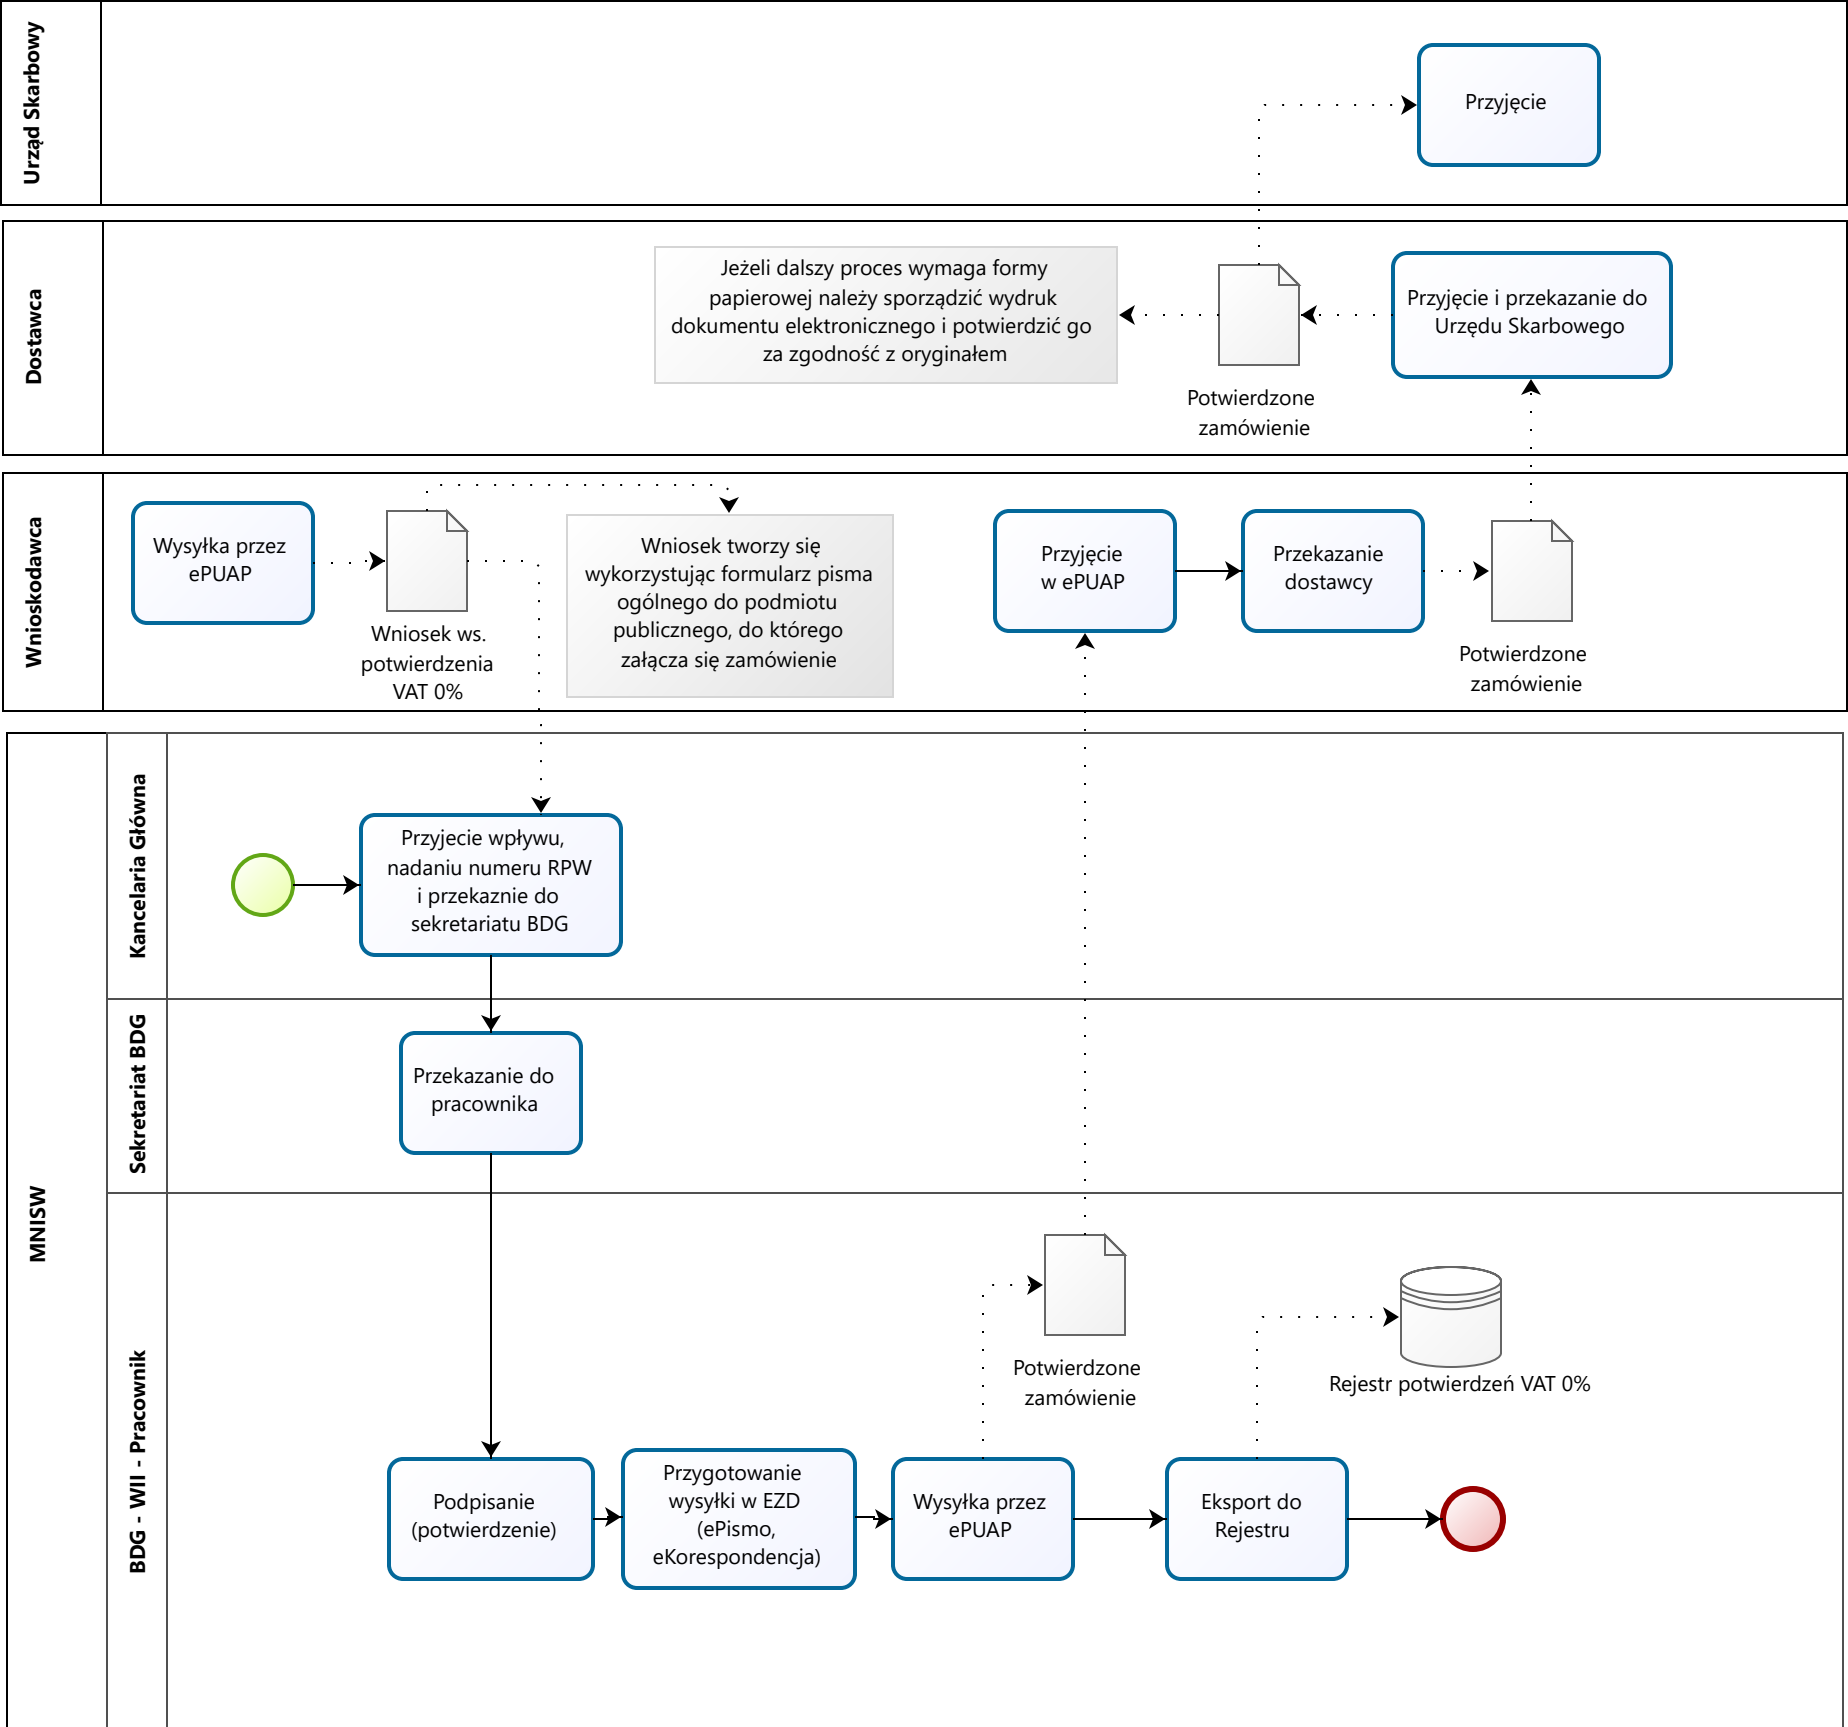 Urząd Skarbowy
Przyjęcie
Dostawca
Jeżeli dalszy proces wymaga formy
papierowej należy sporządzić wydruk
dokumentu elektronicznego i potwierdzić go
za zgodność z oryginałem
Potwierdzone
zamówienie
Przyjęcie i przekazanie do
Urzędu Skarbowego
Wnioskodawca
Wysyłka przez
ePUAP
Wniosek ws.
potwierdzenia
VAT 0%
Wniosek tworzy się
wykorzystując formularz pisma
ogólnego do podmiotu
publicznego, do którego
załącza się zamówienie
Przyjęcie
w ePUAP
Przekazanie
dostawcy
Potwierdzone
zamówienie
MNISW
Kancelaria Główna
Przyjecie wpływu,
nadaniu numeru RPW
i przekaznie do
sekretariatu BDG
Sekretariat BDG
Przekazanie do
pracownika
BDG - WII - Pracownik
Potwierdzone
zamówienie
Rejestr potwierdzeń VAT 0%
Podpisanie
(potwierdzenie)
Przygotowanie
wysyłki w EZD
(ePismo,
eKorespondencja)
Wysyłka przez
ePUAP
Eksport do
Rejestru